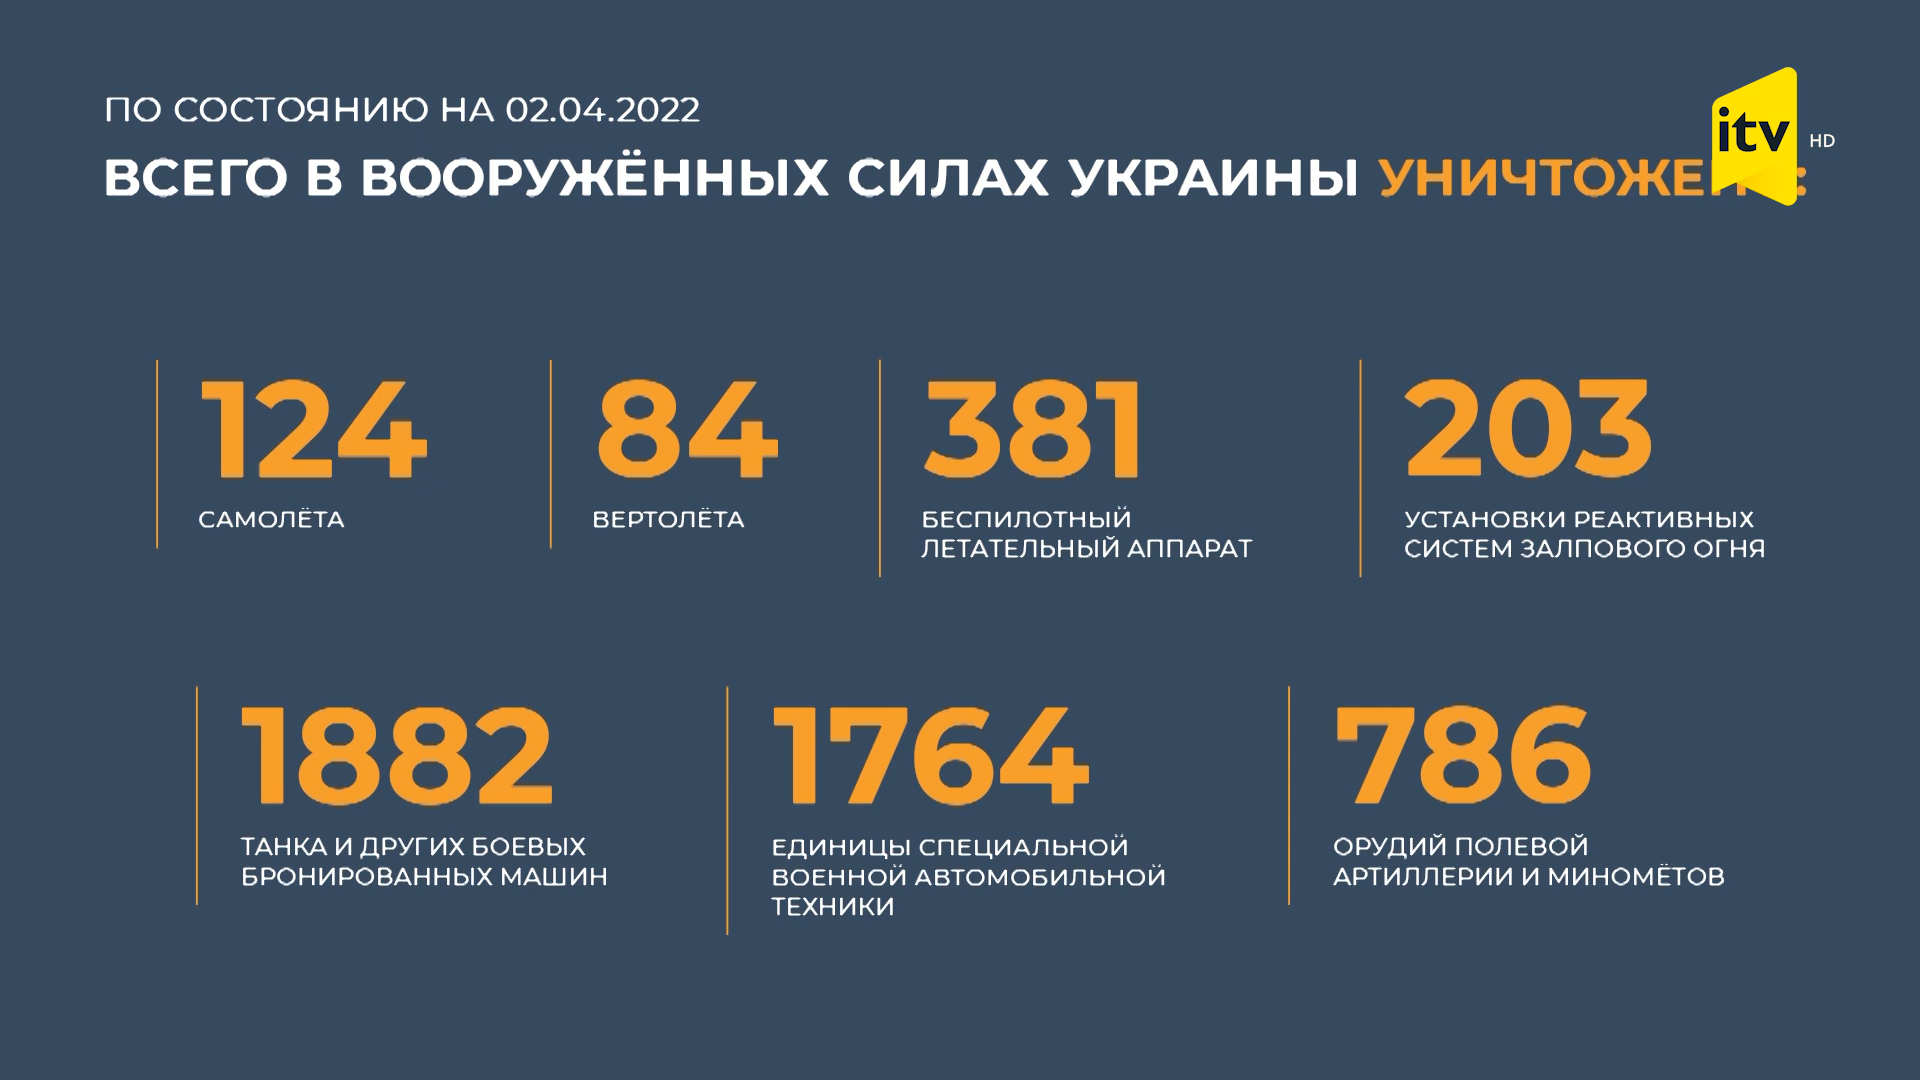 ПО СОСТОЯНИЮ НА 02.04.2022
itv HD
ВСЕГО В ВООРУЖЁННЫХ СИЛАХ УКРАИНЫ
124
САМОЛЁТА
84
ВЕРТОЛЁТА
381
БЕСПИЛОТНЫЙ
ЛЕТАТЕЛЬНЫЙ АППАРАТ
203
УСТАНОВКИ РЕАКТИВНЫХ
СИСТЕМ ЗАЛПОВОГО ОГНЯ
1882
ТАНКА И ДРУГИХ БОЕВЫХ
БРОНИРОВАННЫХ МАШИН
1764
ЕДИНИЦЫ СПЕЦИАЛЬНОЙ
ВОЕННОЙ АВТОМОБИЛЬНОЙ
ТЕХНИКИ
786
ОРУДИЙ ПОЛЕВОЙ
АРТИЛЛЕРИИ И МИНОМЁТОВ